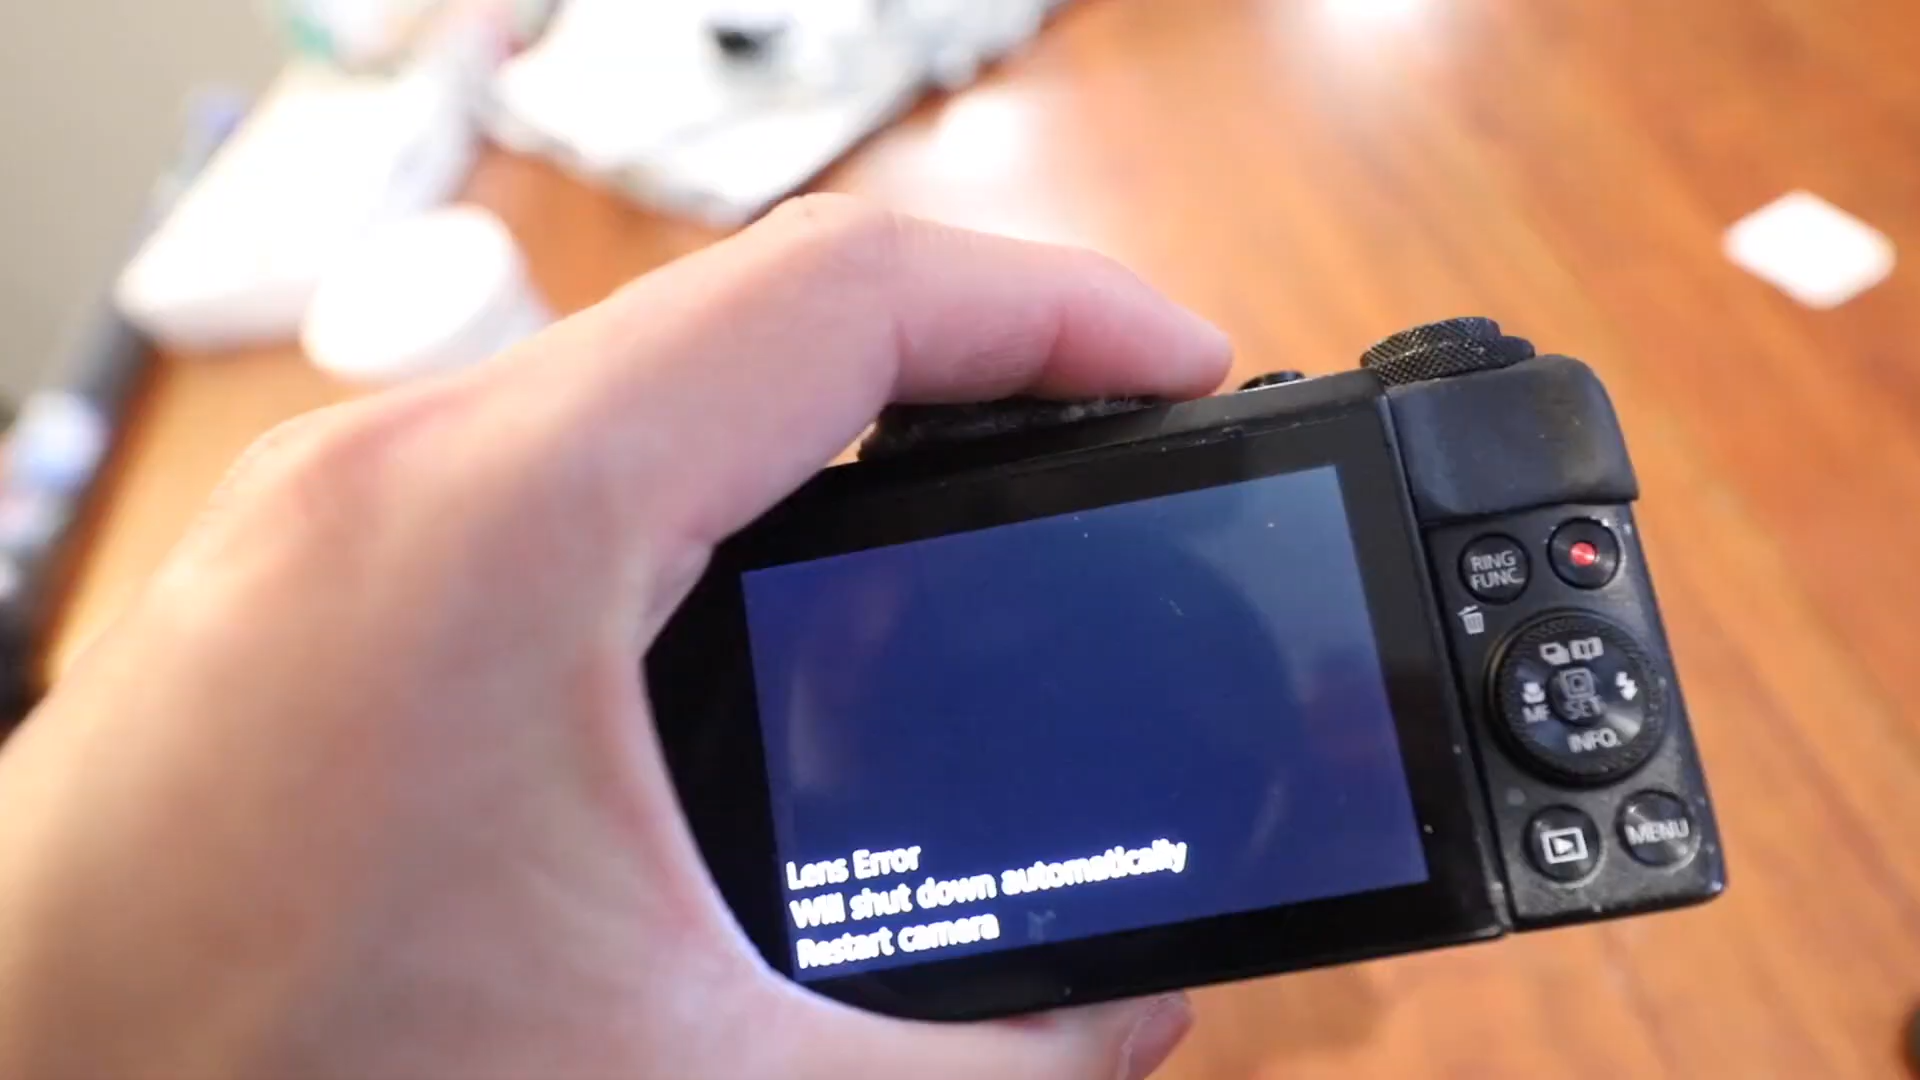 RING
FUNC.
MF
SET
INFO.
MENU
Lens Error
Will shut down automatically
Restart camera